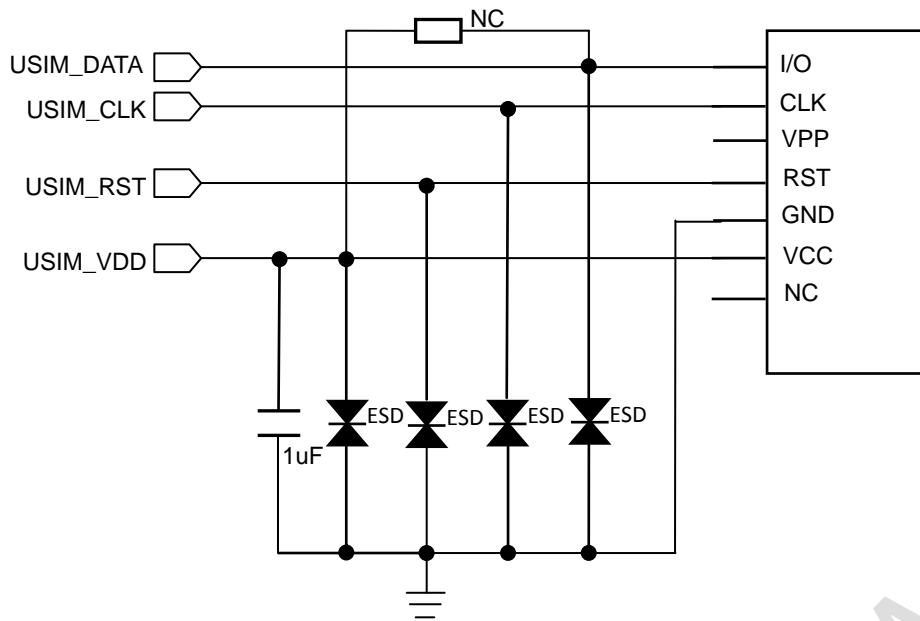 NC
USIM_DATA
USIM_CLK
USIM_RST
USIM_VDD
I/O
CLK
VPP
RST
GND
VCC
NC
ESD
ESD
ESD
ESD
1uF